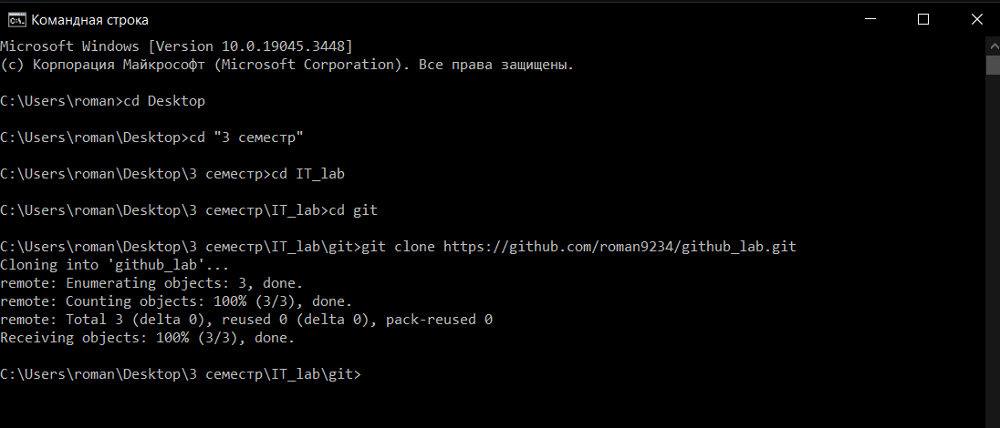 Командная строка
Microsoft Windows [Version 10.0.19045.3448]
(c) Корпорация Майкрософт (Microsoft Corporation). Все права защищены.
C:\Users\roman>cd Desktop
C:\Users\roman\Desktop>cd "3 семестр"
C:\Users\roman\Desktop\3 семестр>cd IT_lab
C:\Users\roman\Desktop\3 семестр\IT_lab>cd git
C:\Users\roman\Desktop\3 семестр\IT_lab\git>git clone https://github.com/roman9234/github_lab.git
Cloning into 'github_lab'...
remote: Enumerating objects: 3, done.
remote: Counting objects: 100% (3/3), done.
remote: Total 3 (delta 0), reused 0 (delta 0), pack-reused 0
Receiving objects: 100% (3/3), done.
C:\Users\roman\Desktop\3 семестр\IT_lab\git>